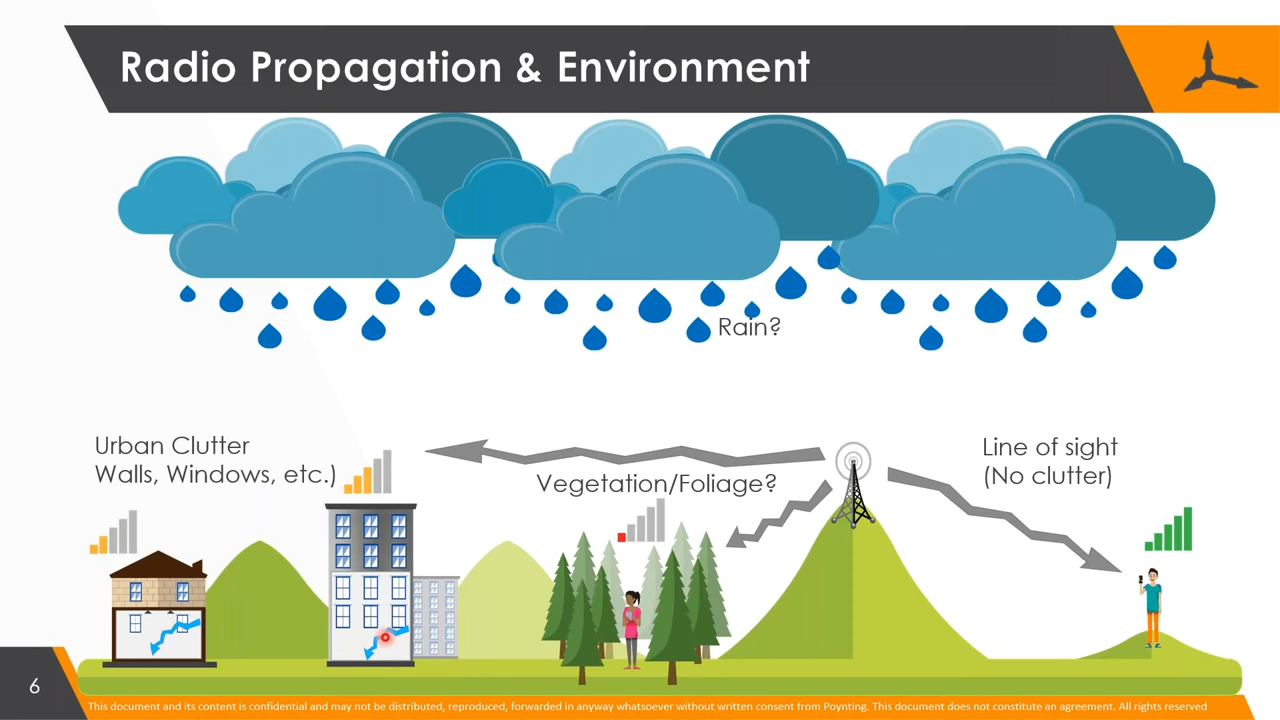 Radio Propagation & Environment
Rain?
Urban Clutter
Walls, Windows, etc.)
Vegetation/Foliage?
Line of sight
(No clutter)
6
This document and its content is confidential and may not be distributed, reproduced, forwarded in anyway whatsoever without written consent from Poynting. This document does not constitute an agreement. All rights reserved